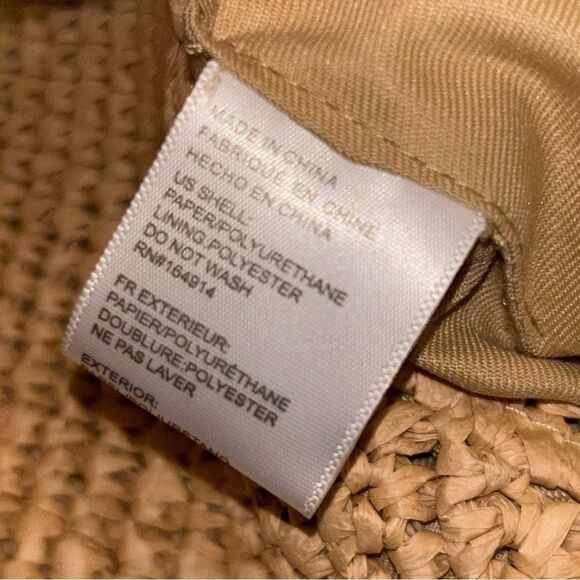 MADE IN CHINA
FABRIQUE EN CHINE
HECHO EN CHINA
US SHELL:
PAPER/POLYURETHANE
LINING:POLYESTER
DO NOT WASH
RN#164914
FR EXTERIEUR:
PAPIER/POLYURÉTHANE
DOUBLURE:POLYESTER
NE PAS LAVER
EXTERIOR: